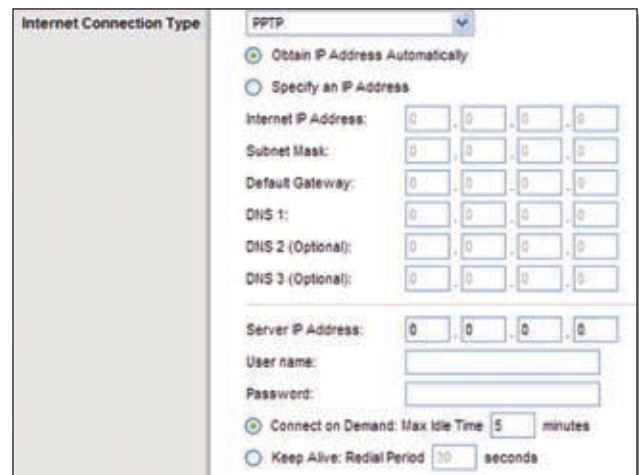 Internet Connection Type PPTP
Obtain IP Address Automatically
Specify an IP Address
Internet IP Address: 0 . 0 . 0 . 0
Subnet Mask: 0 . 0 . 0 . 0
Default Gateway: 0 . 0 . 0 . 0
DNS 1: 0 . 0 . 0 . 0
DNS 2 (Optional): 0 . 0 . 0 . 0
DNS 3 (Optional): 0 . 0 . 0 . 0
Server IP Address: 0 . 0 . 0 . 0
User name:
Password:
Connect on Demand: Max Idle Time 5 minutes
Keep Alive: Redial Period 30 seconds